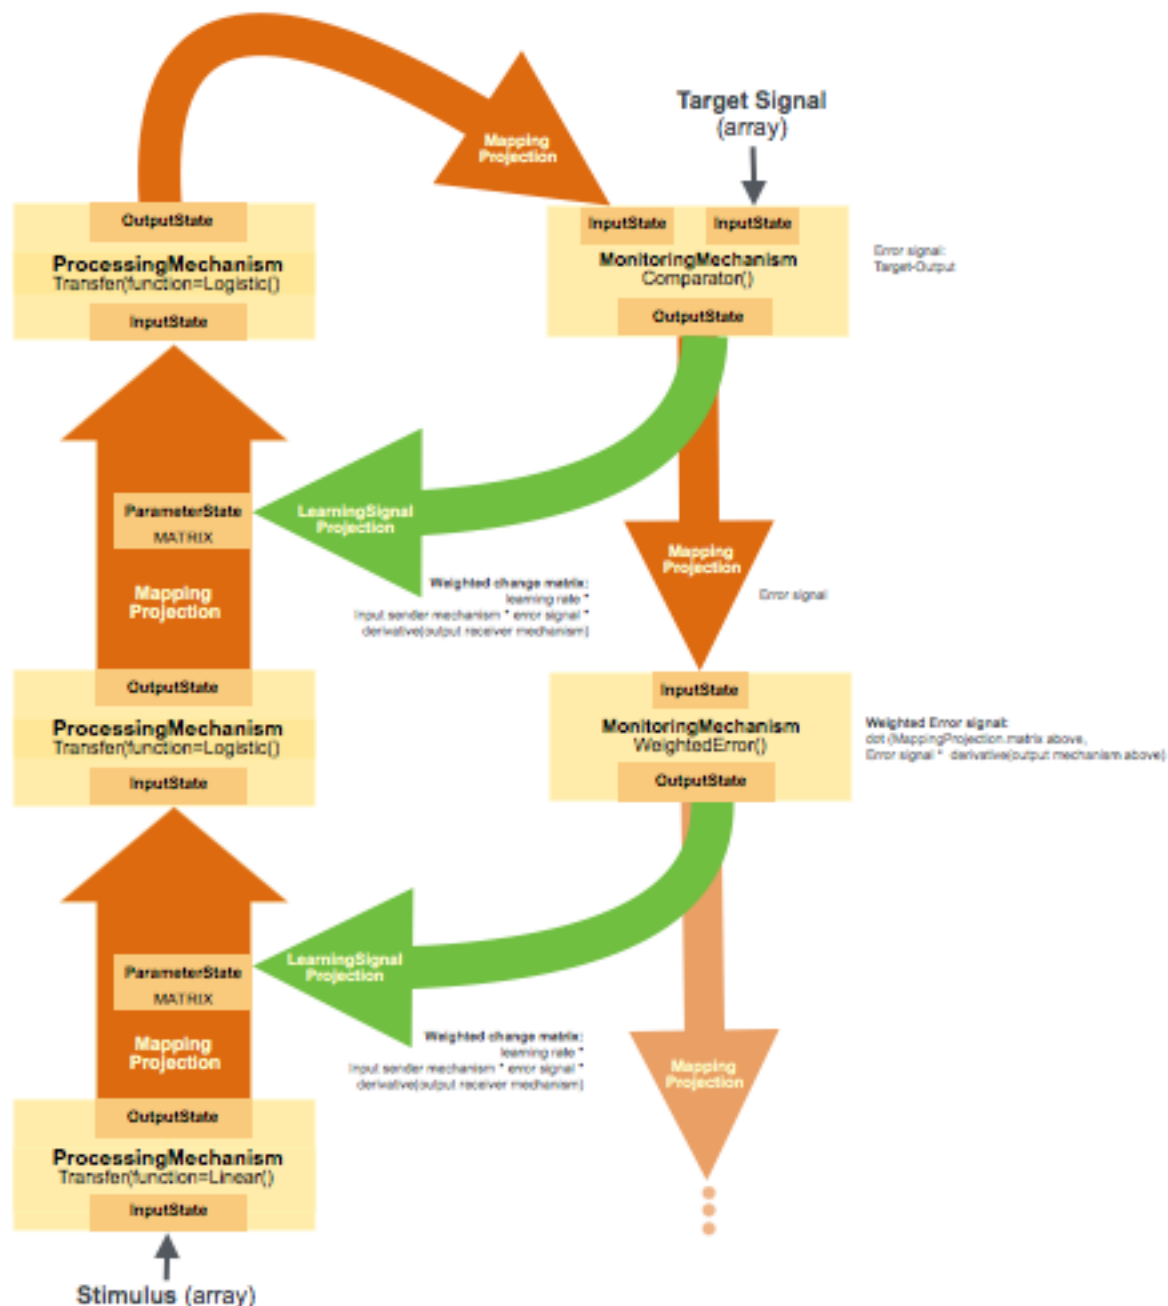 Mapping
Projection
Target Signal
(array)
OutputState
ProcessingMechanism
Transfer(function=Logistic()
InputState
InputState
InputState
MonitoringMechanism
Comparator()
OutputState
Error signal:
Target-Output
ParameterState
MATRIX
Mapping
Projection
LearningSignal
Projection
Weighted change matrix:
learning rate *
Input sender mechanism * error signal *
derivative(output receiver mechanism)
Mapping
Projection
Error signal
OutputState
ProcessingMechanism
Transfer(function=Logistic()
InputState
InputState
MonitoringMechanism
WeightedError()
OutputState
Weighted Error signal:
dot (MappingProjection.matrix above,
Error signal * derivative(output mechanism above)
ParameterState
MATRIX
Mapping
Projection
LearningSignal
Projection
Weighted change matrix:
learning rate *
Input sender mechanism * error signal *
derivative(output receiver mechanism)
Mapping
Projection
OutputState
ProcessingMechanism
Transfer(function=Linear()
InputState
Stimulus (array)